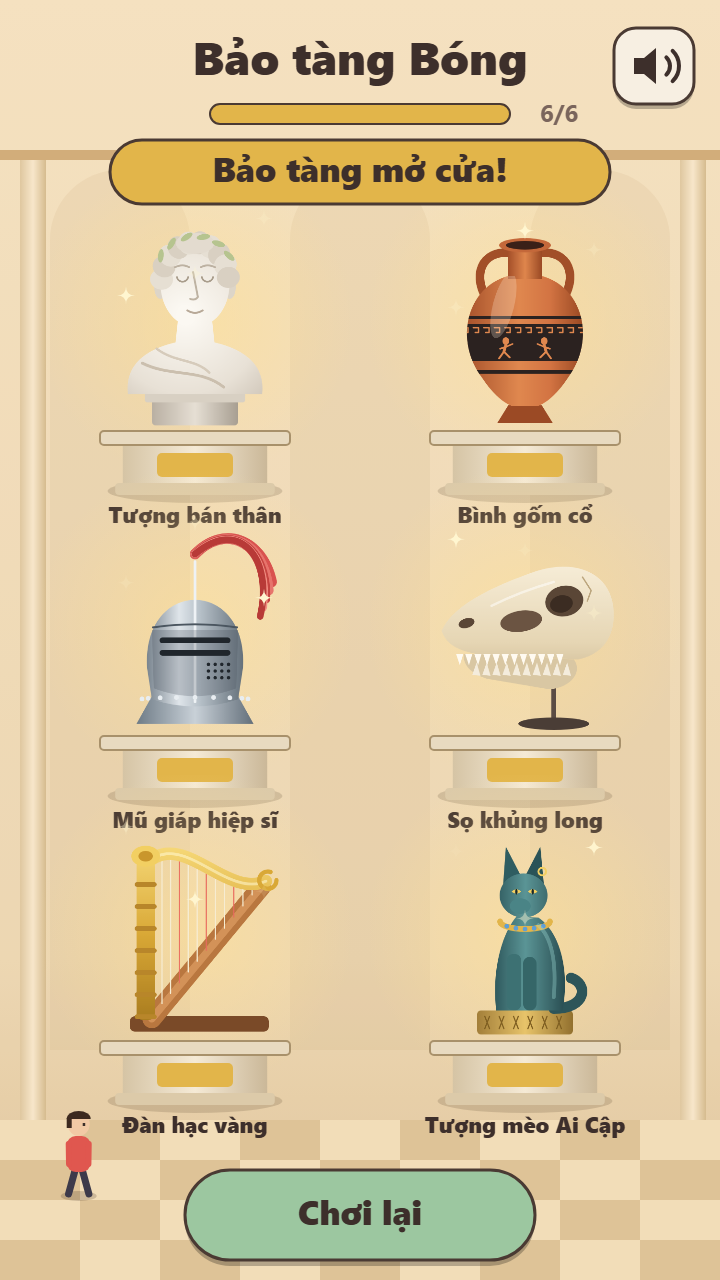 Bảo tàng Bóng
6/6
Bảo tàng mở cửa!
Tượng bán thân
Bình gốm cổ
Mũ giáp hiệp sĩ
Sọ khủng long
Đàn hạc vàng
Tượng mèo Ai Cập
Chơi lại